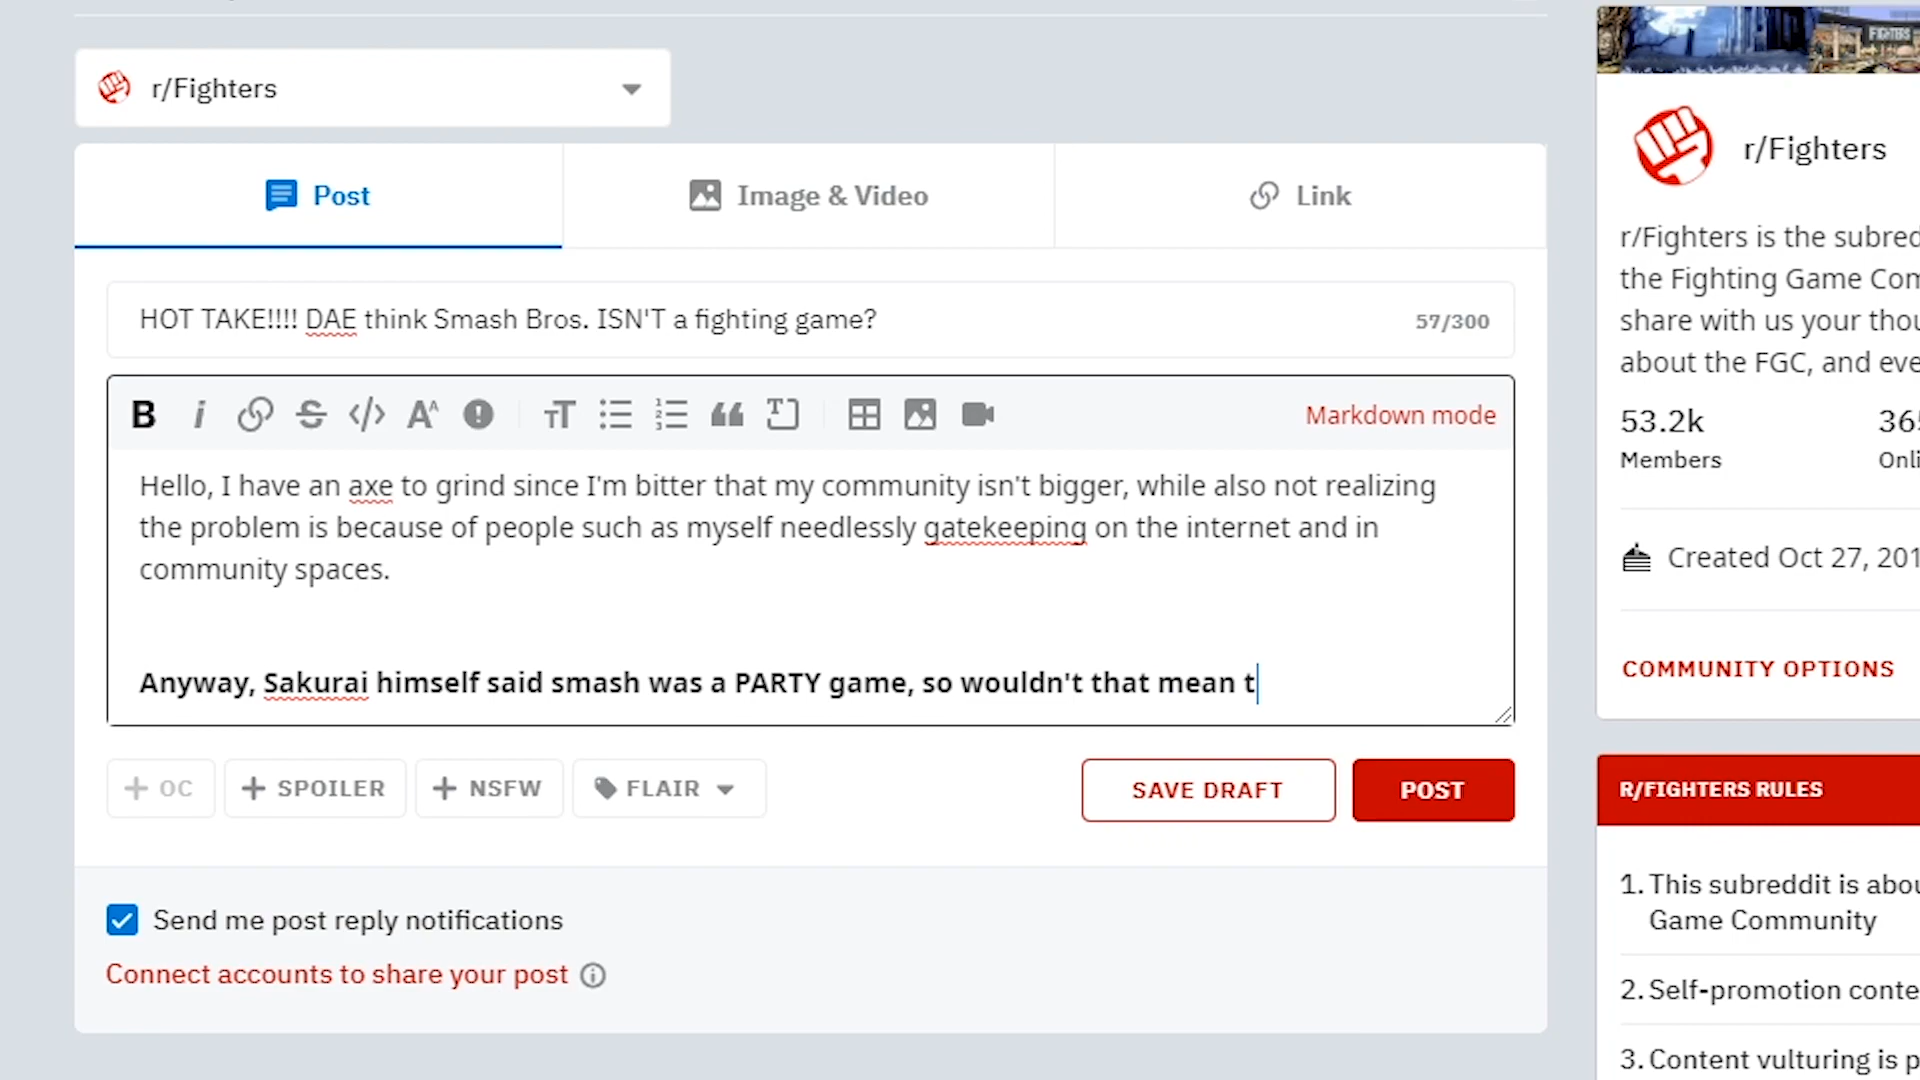 r/Fighters
Post
Image & Video
Link
HOT TAKE!!!! DAE think Smash Bros. ISN'T a fighting game?
57/300
Markdown mode
Hello, I have an axe to grind since I'm bitter that my community isn't bigger, while also not realizing
the problem is because of people such as myself needlessly gatekeeping on the internet and in
community spaces.
Anyway, Sakurai himself said smash was a PARTY game, so wouldn't that mean t
OC
SPOILER
NSFW
FLAIR
SAVE DRAFT
POST
Send me post reply notifications
Connect accounts to share your post
FIGHTERS
r/Fighters
r/Fighters is the subred
the Fighting Game Com
share with us your thou
about the FGC, and eve
53.2k
365
Members
Onli
Created Oct 27, 201
COMMUNITY OPTIONS
R/FIGHTERS RULES
1. This subreddit is abou
Game Community
2. Self-promotion conte
3. Content vulturing is p